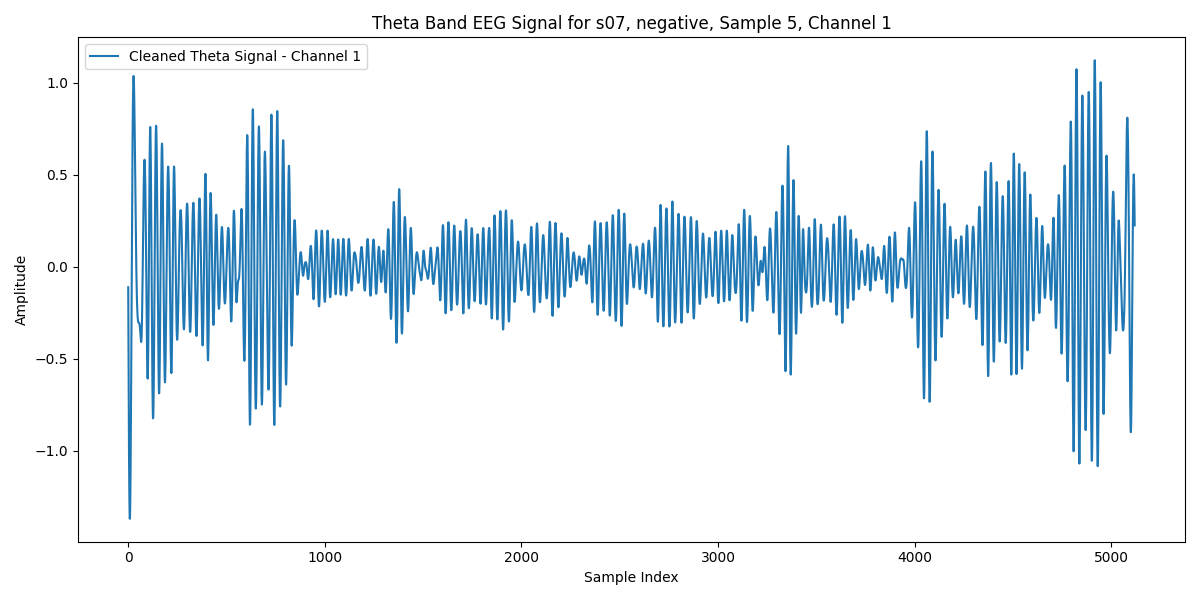 Theta Band EEG Signal for s07, negative, Sample 5, Channel 1
Cleaned Theta Signal - Channel 1
1.0
0.5
0.0
−0.5
−1.0
Amplitude
0 1000 2000 3000 4000 5000
Sample Index